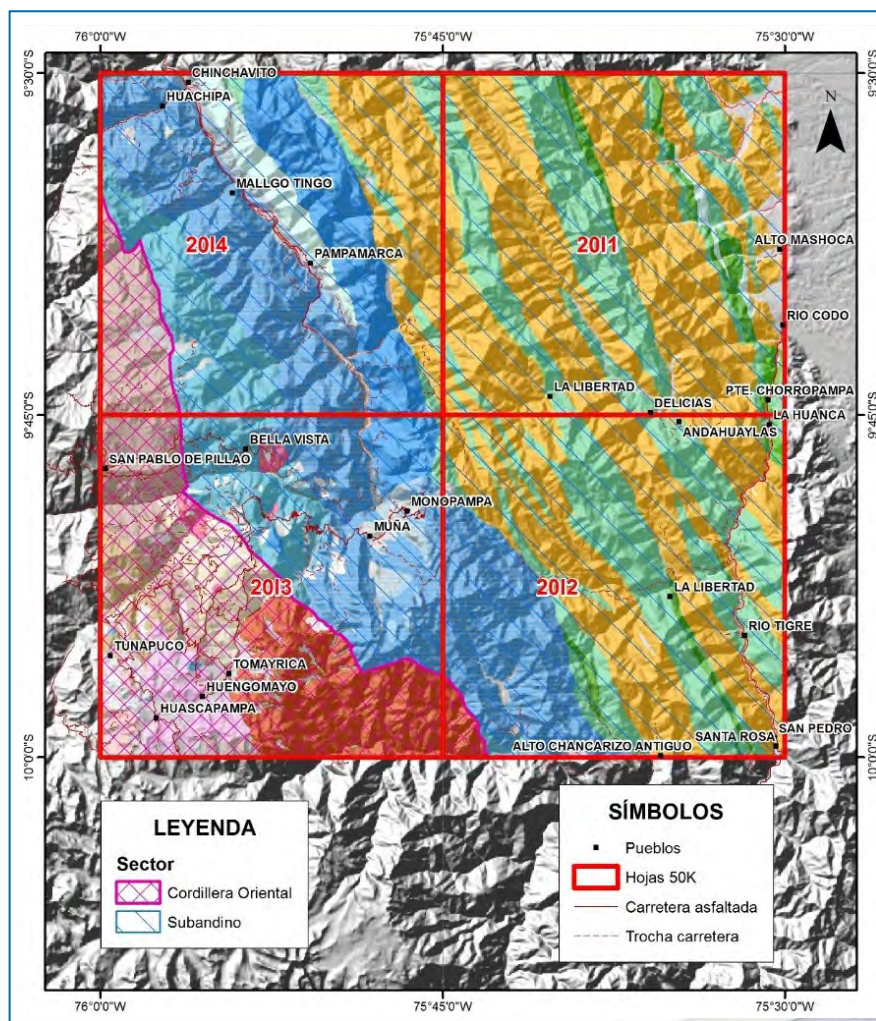 76°0'0"W
75°45'0"W
75°30'0"W
9°30'0"S
9°30'0"S
CHINCHAVITO
HUACHIPA
N
MALLGO TINGO
20I4
20I1
ALTO MASHOCA
PAMPAMARCA
RIO CODO
LA LIBERTAD
PTE. CHORROPAMPA
DELICIAS
9°45'0"S
9°45'0"S
LA HUANCA
ANDAHUAYLAS
BELLA VISTA
SAN PABLO DE PILLAO
MONOPAMPA
MUÑA
20I3
20I2
LA LIBERTAD
RIO TIGRE
TUNAPUCO
TOMAYRICA
HUENGOMAYO
HUASCAPAMPA
SAN PEDRO
SANTA ROSA
ALTO CHANCARIZO ANTIGUO
10°0'0"S
10°0'0"S
LEYENDA
Sector
Cordillera Oriental
Subandino
SÍMBOLOS
Pueblos
Hojas 50K
Carretera asfaltada
Trocha carretera
76°0'0"W
75°45'0"W
75°30'0"W